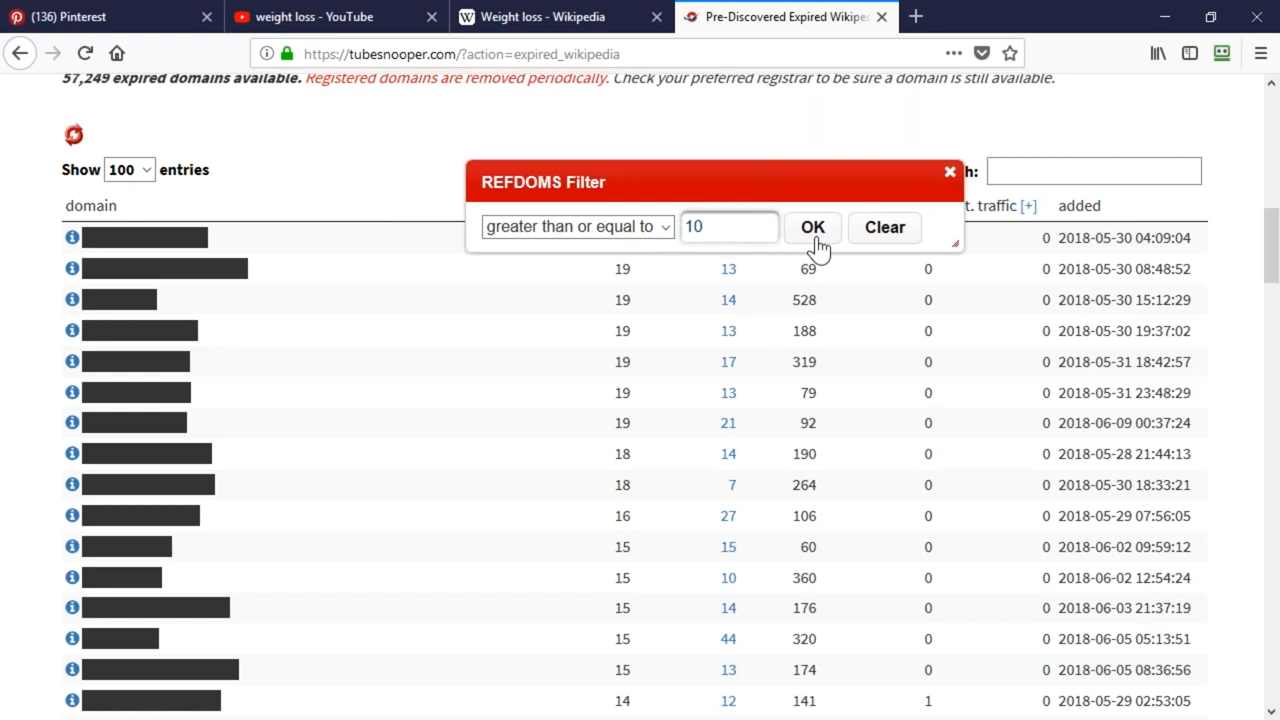 (136) Pinterest
weight loss - YouTube
Weight loss - Wikipedia
Pre-Discovered Expired Wikipe
https://tubesnooper.com/?action=expired_wikipedia
57,249 expired domains available. Registered domains are removed periodically. Check your preferred registrar to be sure a domain is still available.
Show 100 entries
h:
REFDOMS Filter
greater than or equal to 10 OK Clear
domain t. traffic [+] added
0 2018-05-30 04:09:04
19 13 69 0 0 2018-05-30 08:48:52
19 14 528 0 0 2018-05-30 15:12:29
19 13 188 0 0 2018-05-30 19:37:02
19 17 319 0 0 2018-05-31 18:42:57
19 13 79 0 0 2018-05-31 23:48:29
19 21 92 0 0 2018-06-09 00:37:24
18 14 190 0 0 2018-05-28 21:44:13
18 7 264 0 0 2018-05-30 18:33:21
16 27 106 0 0 2018-05-29 07:56:05
15 15 60 0 0 2018-06-02 09:59:12
15 10 360 0 0 2018-06-02 12:54:24
15 14 176 0 0 2018-06-03 21:37:19
15 44 320 0 0 2018-06-05 05:13:51
15 13 174 0 0 2018-06-05 08:36:56
14 12 141 1 0 2018-05-29 02:53:05